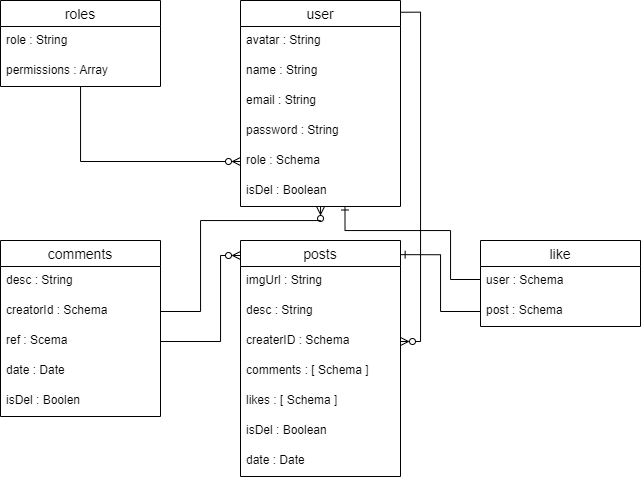 roles
role : String
permissions : Array
user
avatar : String
name : String
email : String
password : String
role : Schema
isDel : Boolean
comments
desc : String
creatorId : Schema
ref : Scema
date : Date
isDel : Boolen
posts
imgUrl : String
desc : String
createrID : Schema
comments : [ Schema ]
likes : [ Schema ]
isDel : Boolean
date : Date
like
user : Schema
post : Schema